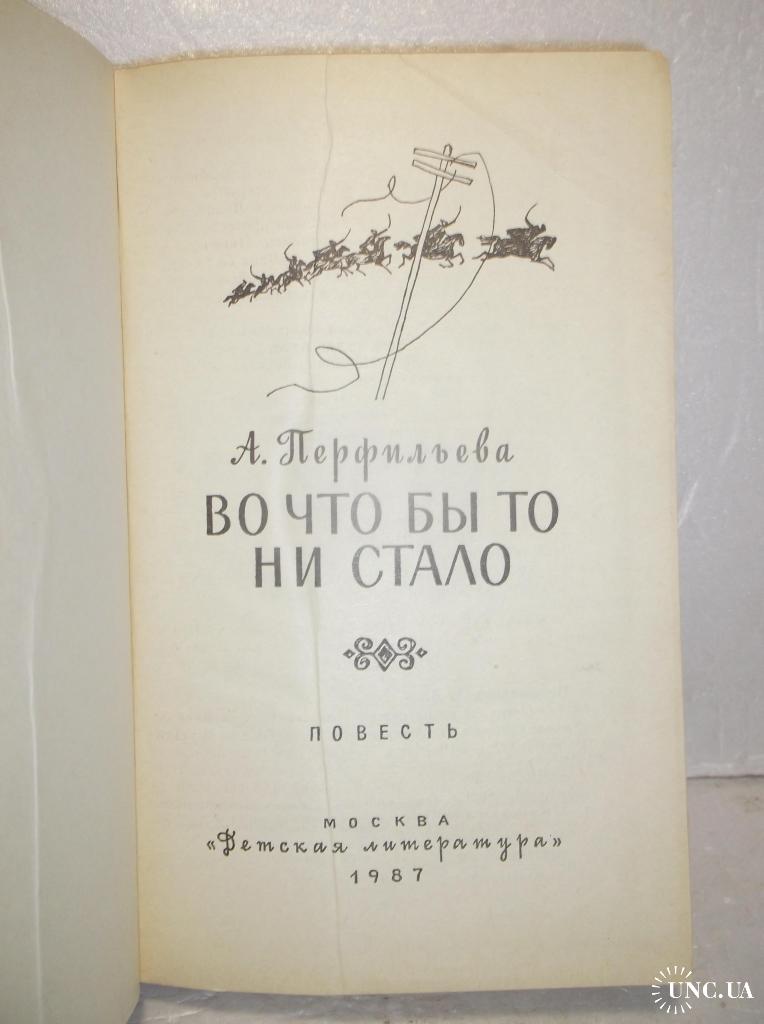 А. Перфильева
ВО ЧТО БЫ ТО
НИ СТАЛО
ПОВЕСТЬ
МОСКВА
«Детская литература»
1987
UNC.UA